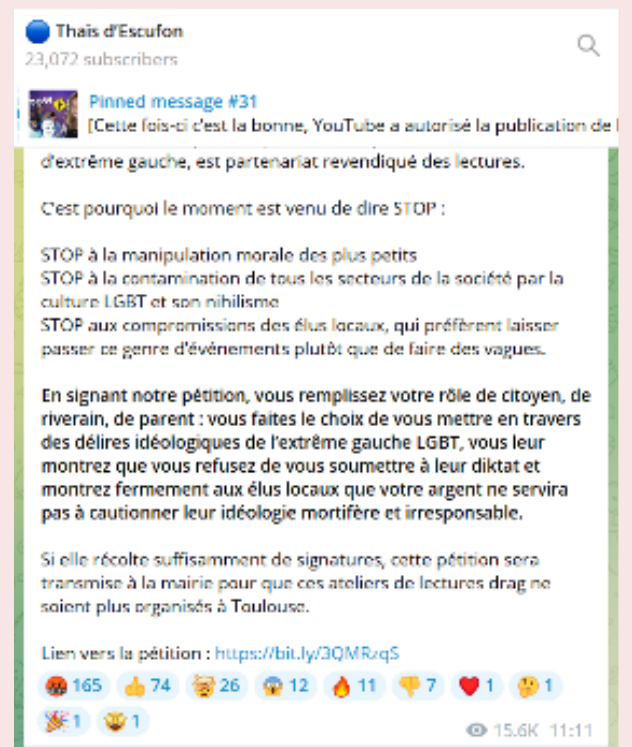 Thaïs d'Escufon
23,072 subscribers
Pinned message #31
[Cette fois-ci c'est la bonne, YouTube a autorisé la publication de l
d'extrême gauche, est partenariat revendiqué des lectures.
C'est pourquoi le moment est venu de dire STOP :
STOP à la manipulation morale des plus petits
STOP à la contamination de tous les secteurs de la société par la
culture LGBT et son nihilisme
STOP aux compromissions des élus locaux, qui préfèrent laisser
passer ce genre d'événements plutôt que de faire des vagues.
En signant notre pétition, vous remplissez votre rôle de citoyen, de
riverain, de parent : vous faites le choix de vous mettre en travers
des délires idéologiques de l'extrême gauche LGBT, vous leur
montrez que vous refusez de vous soumettre à leur diktat et
montrez fermement aux élus locaux que votre argent ne servira
pas à cautionner leur idéologie mortifère et irresponsable.
Si elle récolte suffisamment de signatures, cette pétition sera
transmise à la mairie pour que ces ateliers de lectures drag ne
soient plus organisés à Toulouse.
Lien vers la pétition : https://bit.ly/3QMRzqS
165 74 26 12 11 7 1 1
1 1 15.6K 11:11